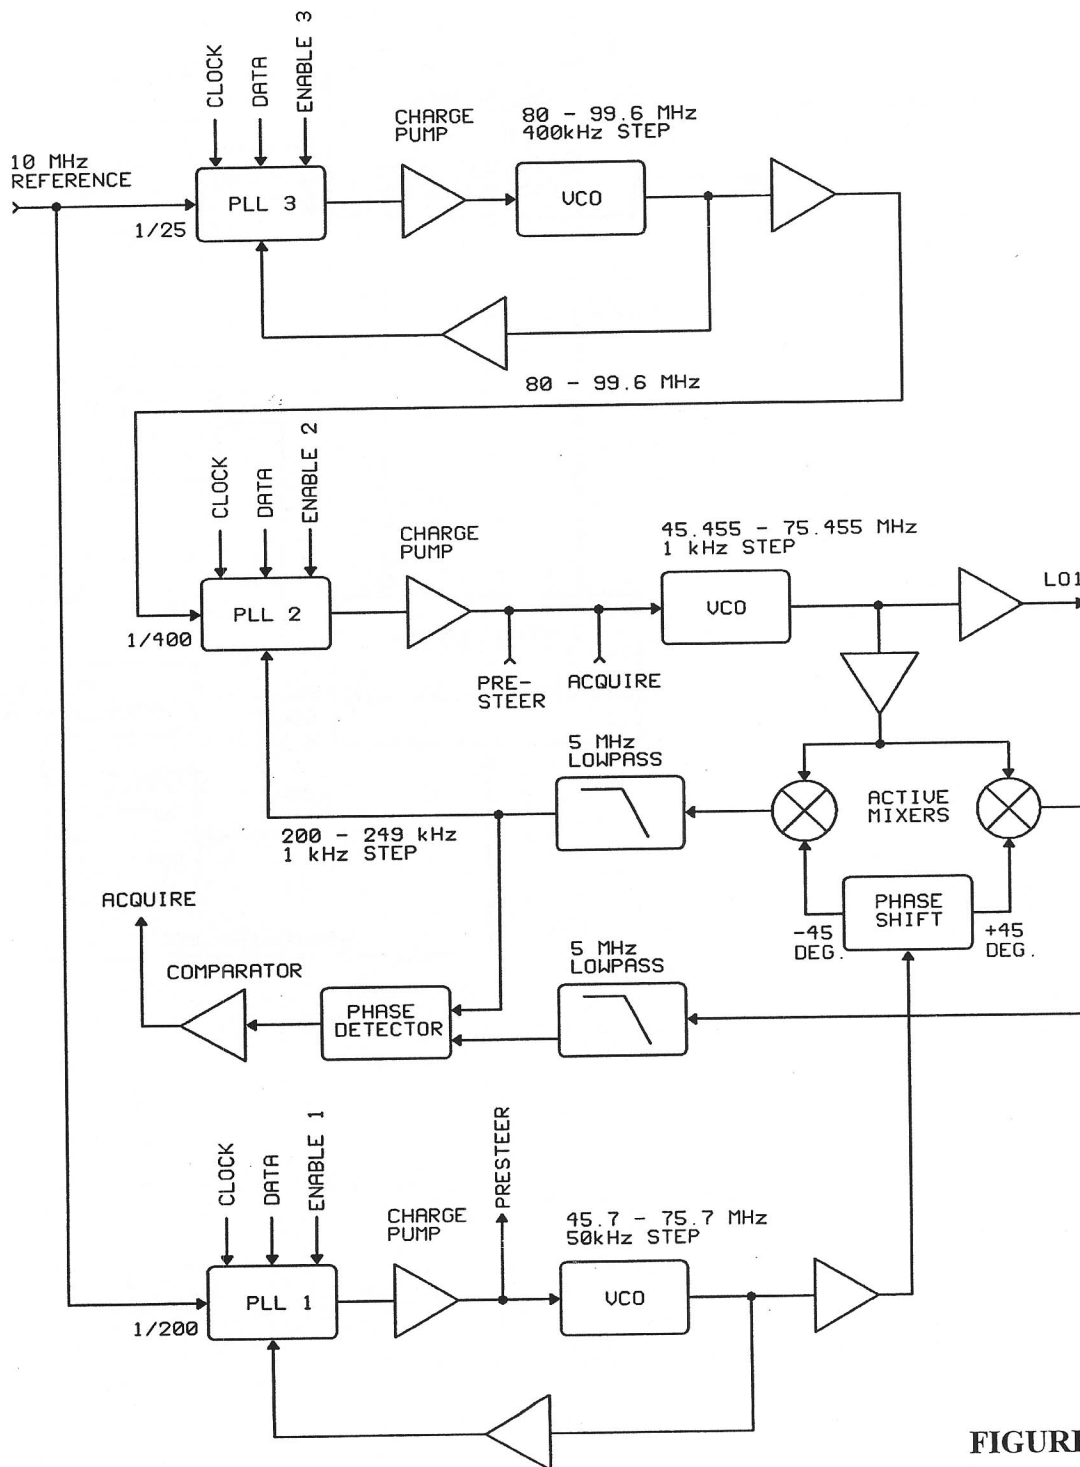 CLOCK
DATA
ENABLE 3
CHARGE
PUMP
80 - 99.6 MHz
400kHz STEP
10 MHz
REFERENCE
PLL 3
VCO
1/25
80 - 99.6 MHz
CLOCK
DATA
ENABLE 2
CHARGE
PUMP
45.455 - 75.455 MHz
1 kHz STEP
LO1
PLL 2
VCO
1/400
PRE-
STEER
ACQUIRE
5 MHz
LOWPASS
ACTIVE
MIXERS
200 - 249 kHz
1 kHz STEP
PHASE
SHIFT
-45
DEG.
+45
DEG.
ACQUIRE
COMPARATOR
5 MHz
LOWPASS
PHASE
DETECTOR
CLOCK
DATA
ENABLE 1
CHARGE
PUMP
PRESTEER
45.7 - 75.7 MHz
50kHz STEP
PLL 1
VCO
1/200
FIGURE